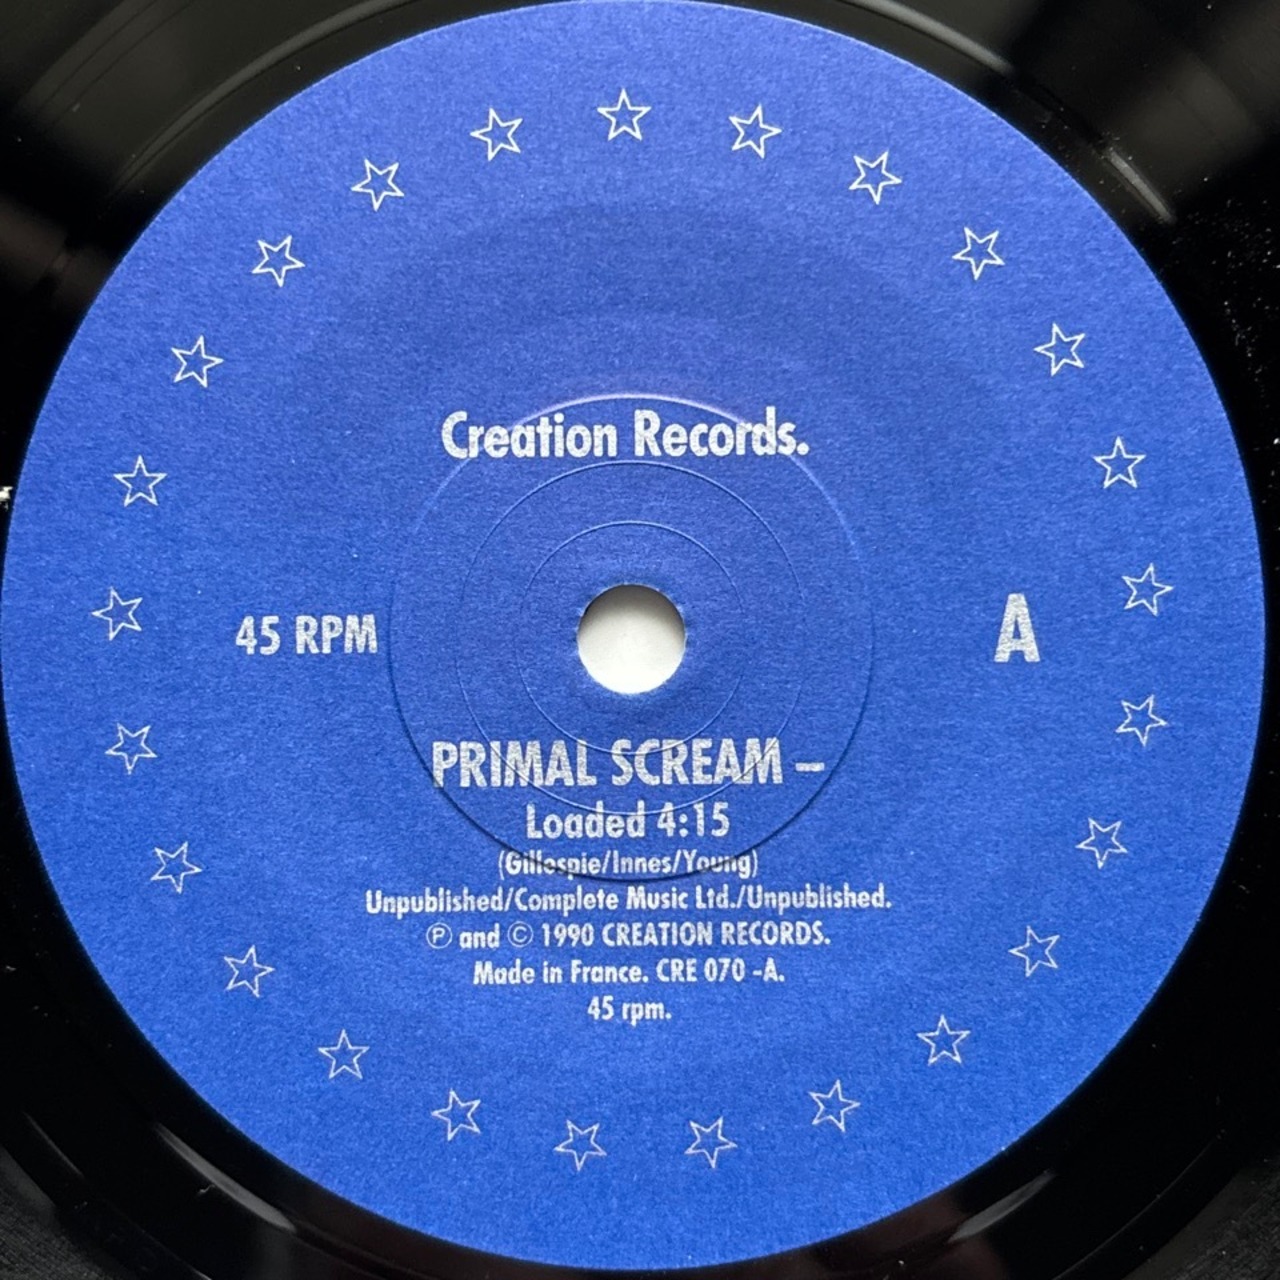 Creation Records.
45 RPM
A
PRIMAL SCREAM –
Loaded 4:15
(Gillespie/Innes/Young)
Unpublished/Complete Music Ltd./Unpublished.
Ⓟ and © 1990 CREATION RECORDS.
Made in France. CRE 070 -A.
45 rpm.